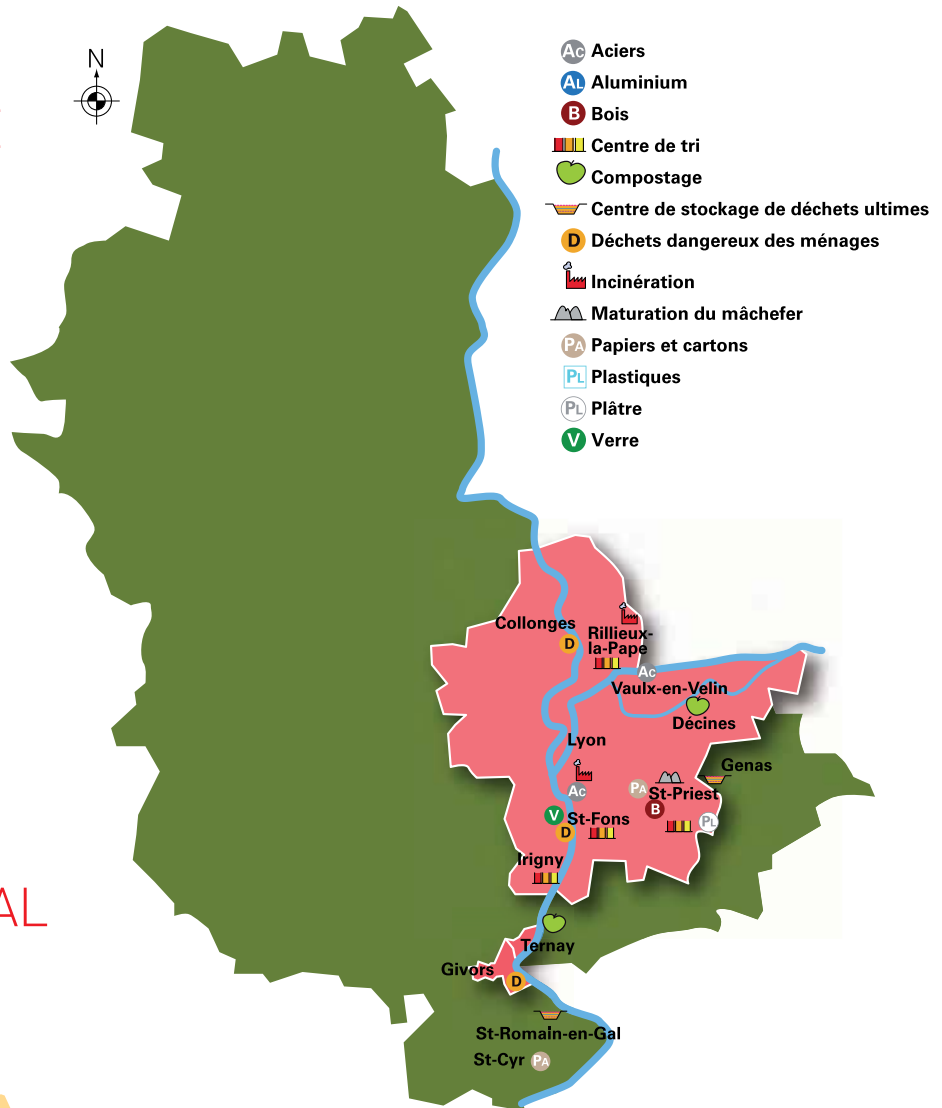 N
Ac Aciers
AL Aluminium
B Bois
Centre de tri
Compostage
Centre de stockage de déchets ultimes
D Déchets dangereux des ménages
Incinération
Maturation du mâchefer
PA Papiers et cartons
PL Plastiques
PL Plâtre
V Verre
Collonges
D
Rillieux-
la-Pape
Ac
Vaulx-en-Velin
Décines
Lyon
Genas
Ac
PA
St-Priest
B
V
St-Fons
PL
D
Irigny
AL
Ternay
Givors
D
St-Romain-en-Gal
St-Cyr
PA